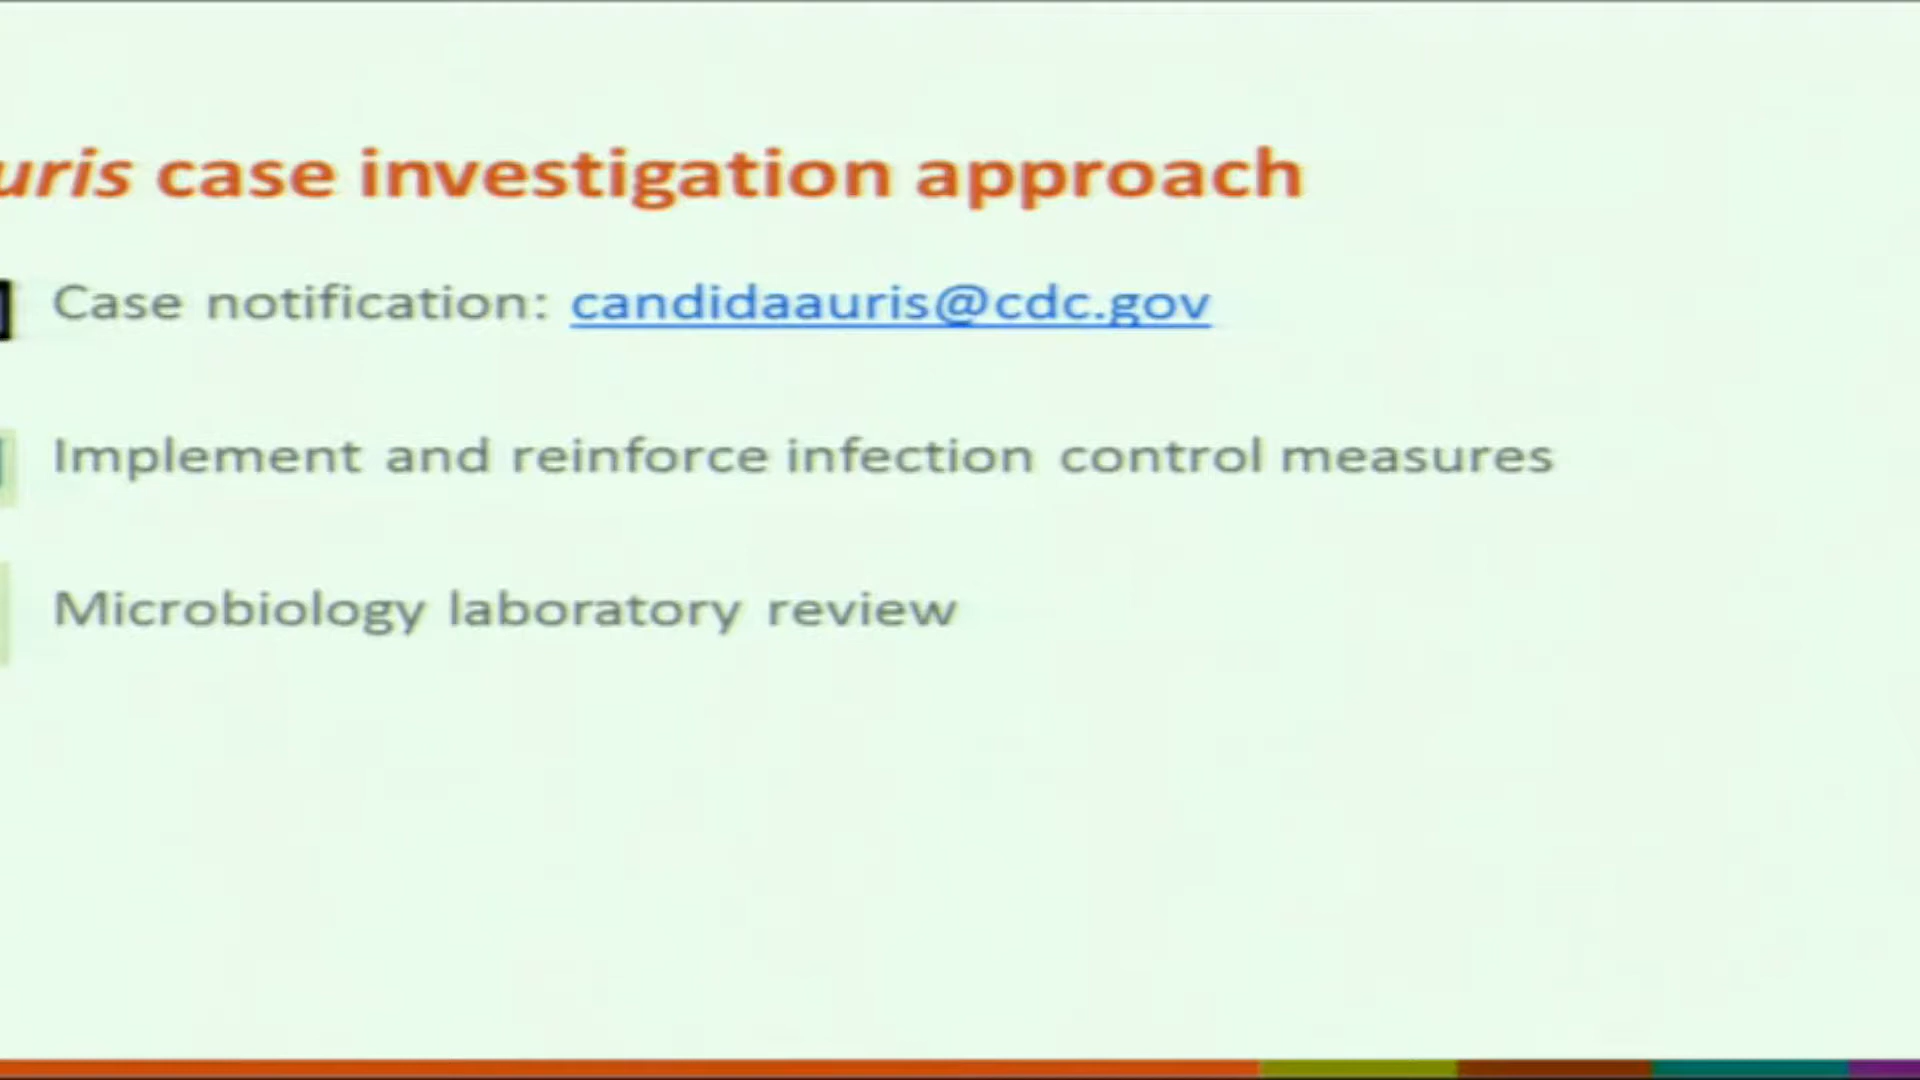 uris case investigation approach
Case notification: candidaauris@cdc.gov
Implement and reinforce infection control measures
Microbiology laboratory review